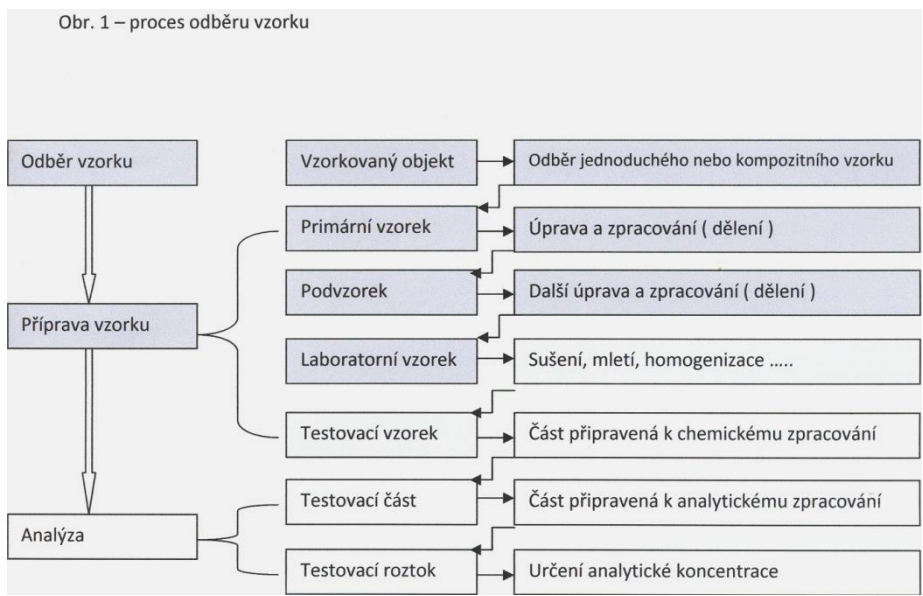 Obr. 1 – proces odběru vzorku
Odběr vzorku
Vzorkovaný objekt
Odběr jednoduchého nebo kompozitního vzorku
Primární vzorek
Úprava a zpracování ( dělení )
Podvzorek
Další úprava a zpracování ( dělení )
Příprava vzorku
Laboratorní vzorek
Sušení, mletí, homogenizace .....
Testovací vzorek
Část připravená k chemickému zpracování
Testovací část
Část připravená k analytickému zpracování
Analýza
Testovací roztok
Určení analytické koncentrace